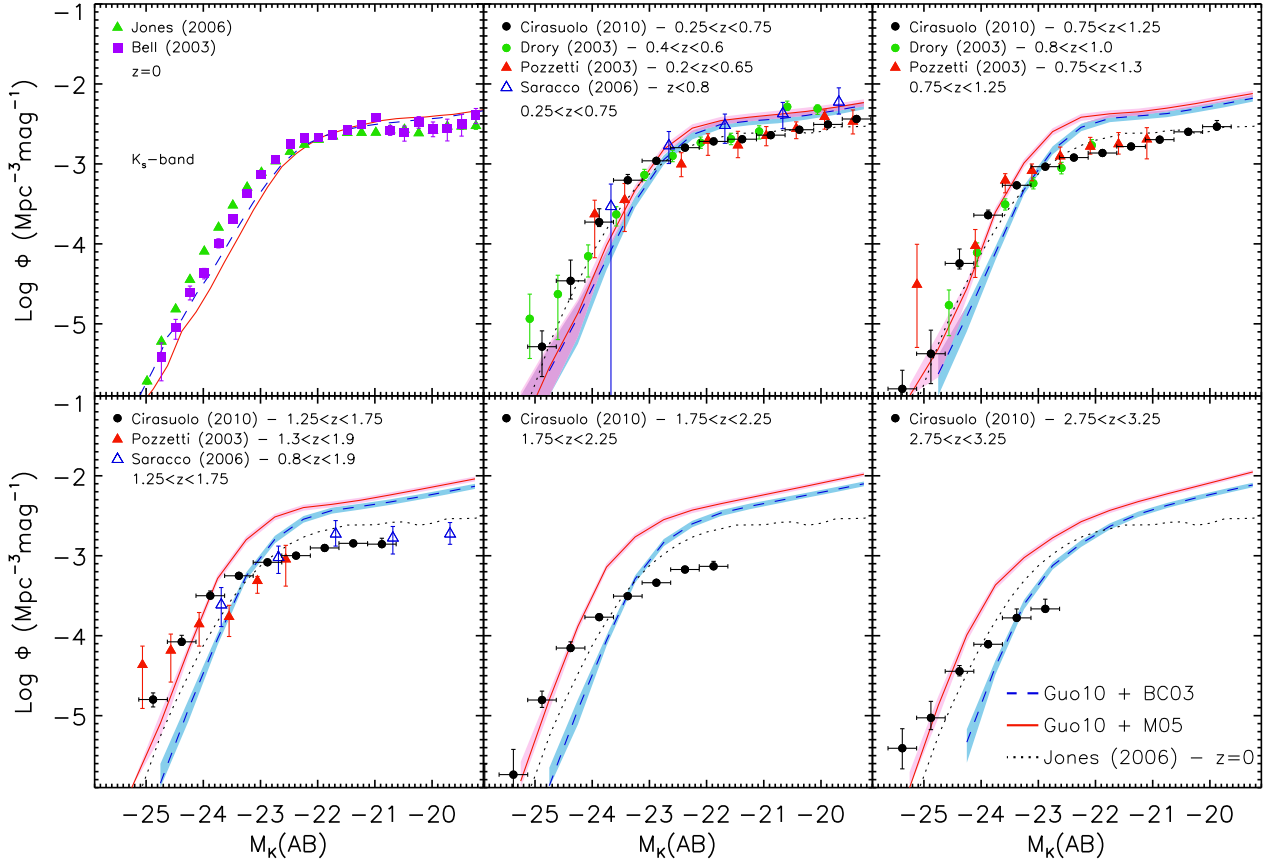 −1
Jones (2006)
Bell (2003)
z=0
K_s−band
−2
−3
−4
−5
Log Φ (Mpc⁻³mag⁻¹)
Cirasuolo (2010) − 0.25<z<0.75
Drory (2003) − 0.4<z<0.6
Pozzetti (2003) − 0.2<z<0.65
Saracco (2006) − z<0.8
0.25<z<0.75
Cirasuolo (2010) − 0.75<z<1.25
Drory (2003) − 0.8<z<1.0
Pozzetti (2003) − 0.75<z<1.3
0.75<z<1.25
−1
Cirasuolo (2010) − 1.25<z<1.75
Pozzetti (2003) − 1.3<z<1.9
Saracco (2006) − 0.8<z<1.9
1.25<z<1.75
−2
−3
−4
−5
Log Φ (Mpc⁻³mag⁻¹)
Cirasuolo (2010) − 1.75<z<2.25
1.75<z<2.25
Cirasuolo (2010) − 2.75<z<3.25
2.75<z<3.25
Guo10 + BC03
Guo10 + M05
Jones (2006) − z=0
−25 −24 −23 −22 −21 −20
M_K(AB)
−25 −24 −23 −22 −21 −20
M_K(AB)
−25 −24 −23 −22 −21 −20
M_K(AB)